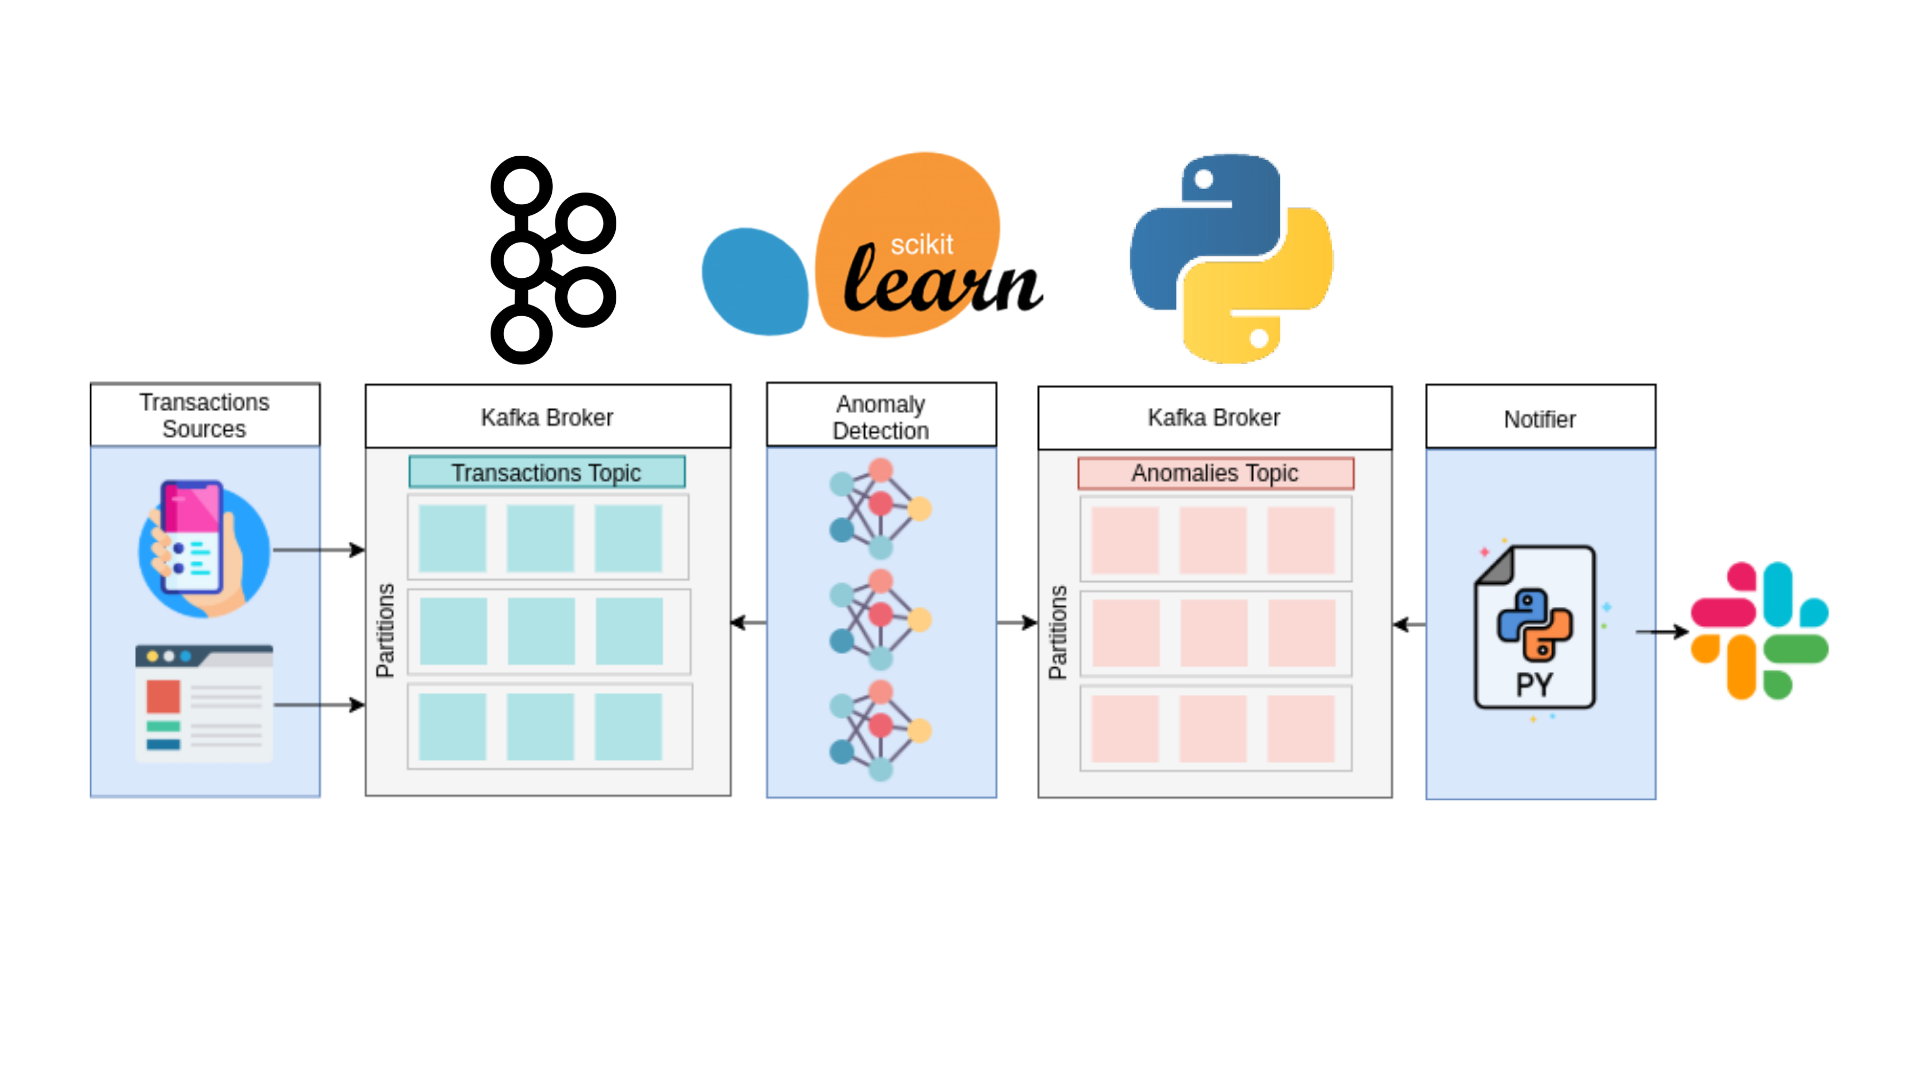 scikit
learn
Transactions
Sources
Kafka Broker
Transactions Topic
Partitions
Anomaly
Detection
Kafka Broker
Anomalies Topic
Partitions
Notifier
PY